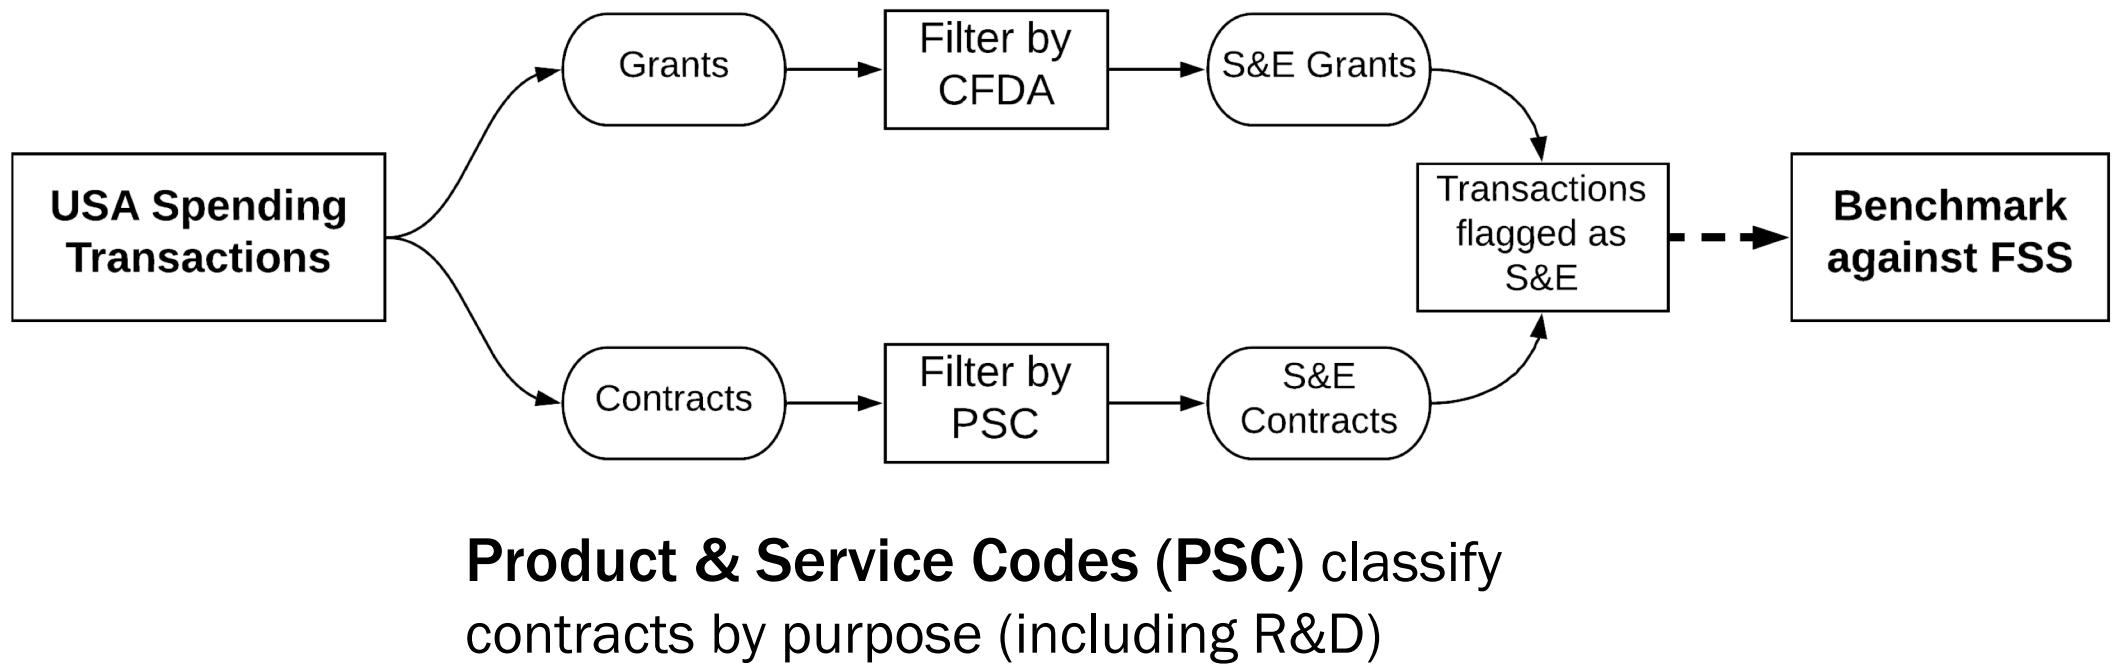 USA Spending
Transactions
Grants
Filter by
CFDA
S&E Grants
Contracts
Filter by
PSC
S&E
Contracts
Transactions
flagged as
S&E
Benchmark
against FSS
Product & Service Codes (PSC) classify
contracts by purpose (including R&D)